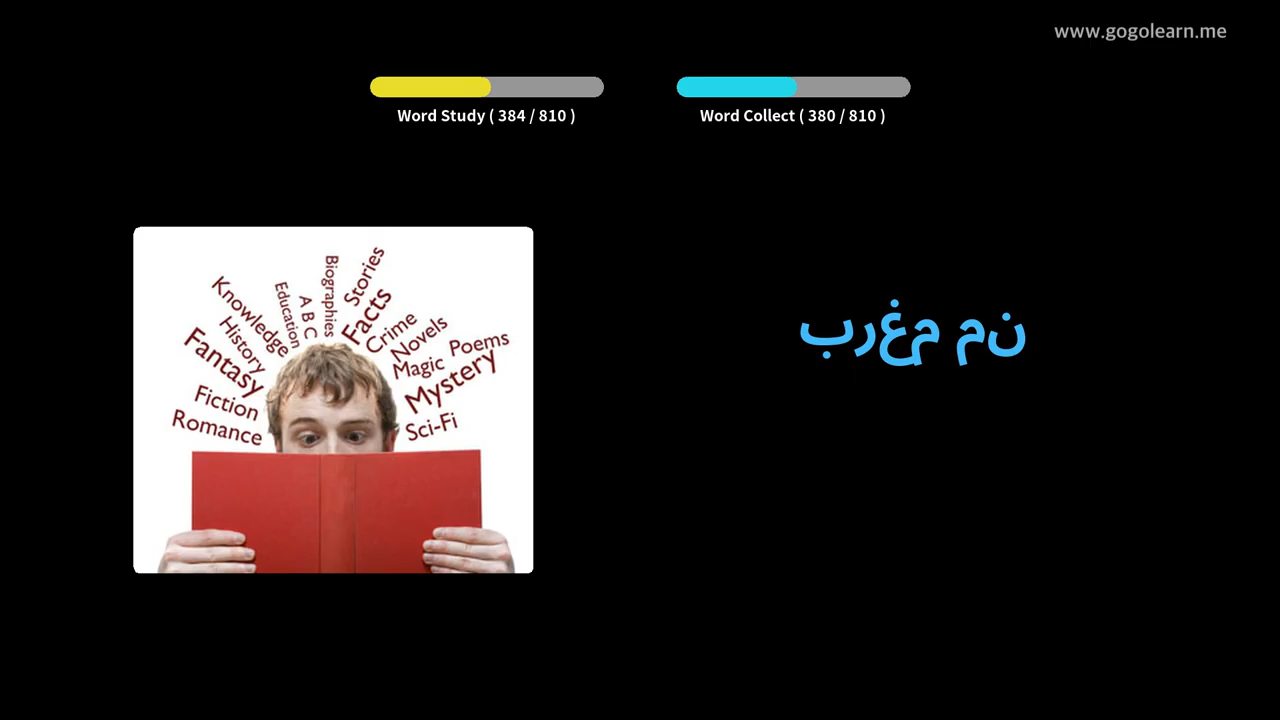 www.gogolearn.me
Word Study ( 384 / 810 )
Word Collect ( 380 / 810 )
Stories
Biographies
Facts
A B C
Education
Knowledge
History
Fantasy
Fiction
Romance
Crime
Novels
Poems
Magic
Mystery
Sci-Fi
برغم من